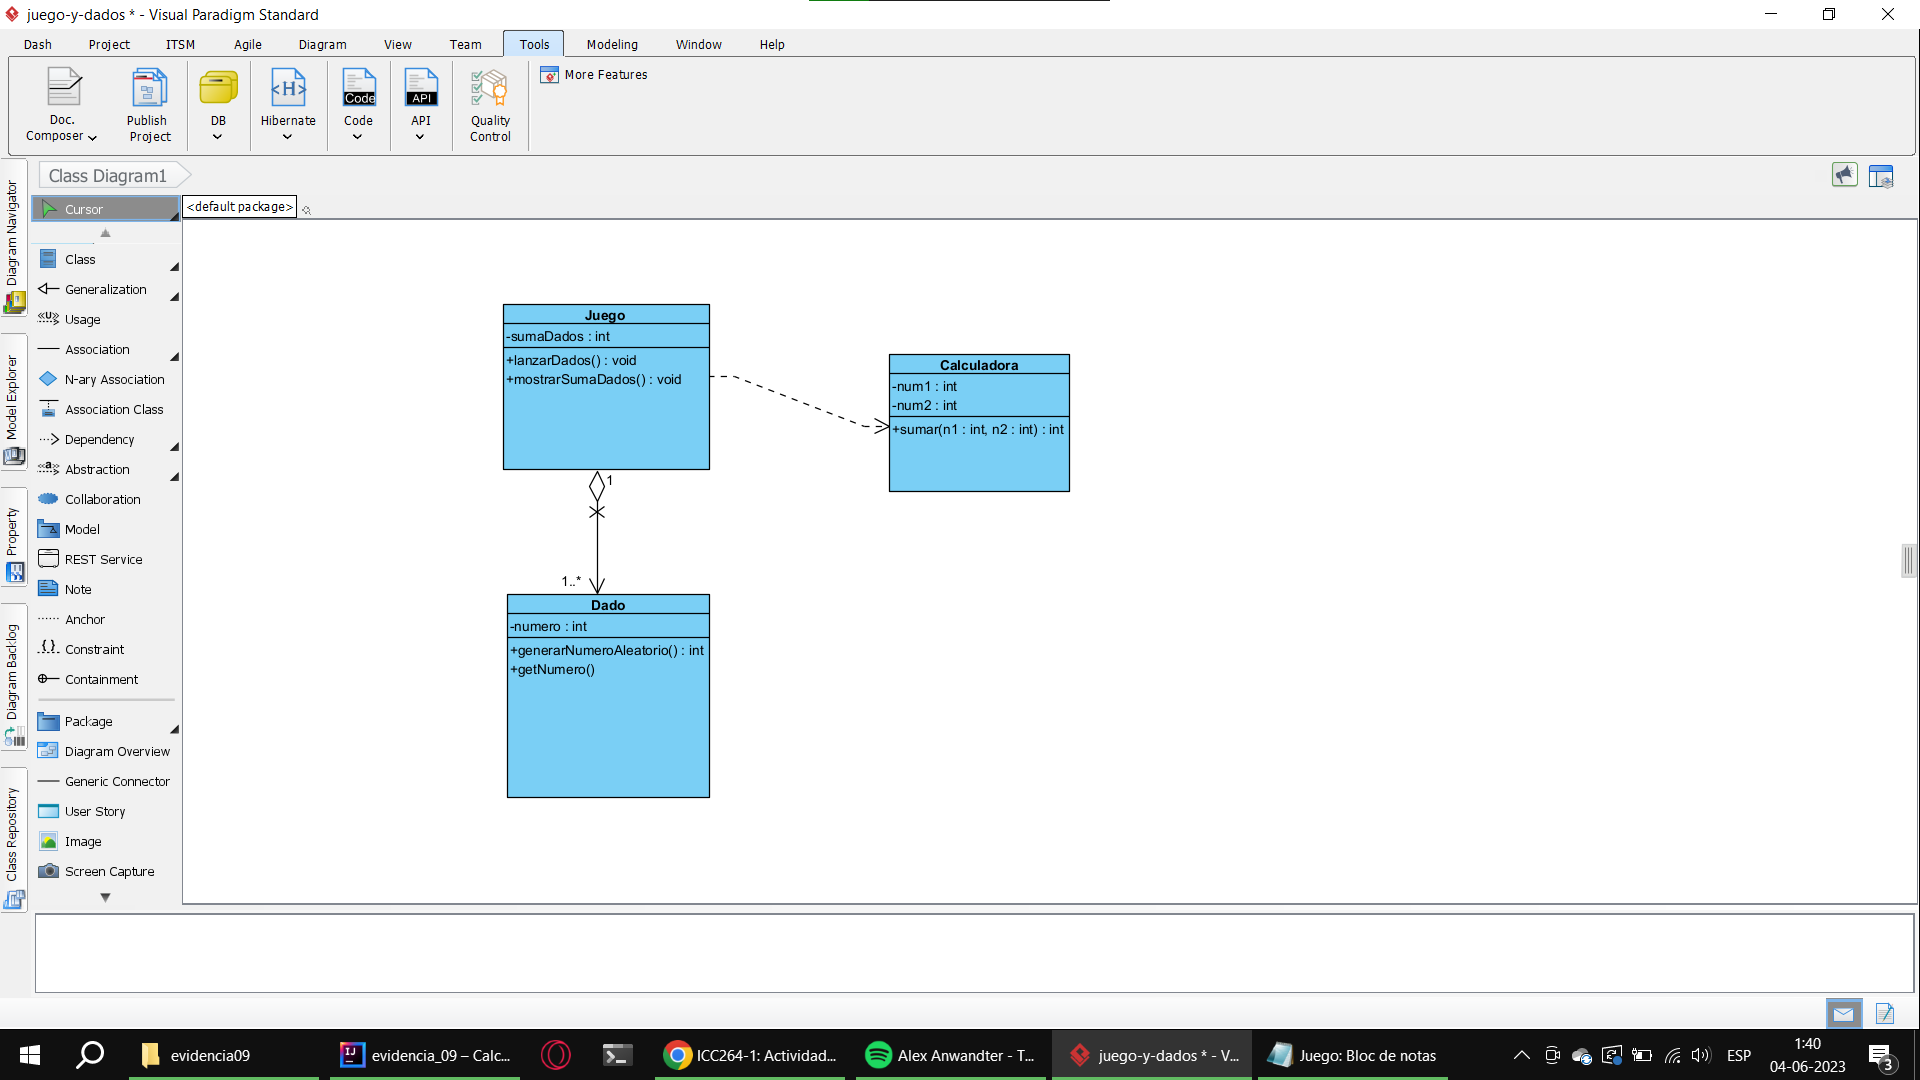 juego-y-dados * - Visual Paradigm Standard
Dash Project ITSM Agile Diagram View Team Tools Modeling Window Help
Doc. Composer
Publish Project
DB
Hibernate
Code
Code
API
API
Quality Control
More Features
Class Diagram1
Diagram Navigator
Model Explorer
Property
Diagram Backlog
Class Repository
Cursor
<default package>
Class
Generalization
«U» Usage
Association
N-ary Association
Association Class
Dependency
«a» Abstraction
Collaboration
Model
REST Service
Note
Anchor
Constraint
Containment
Package
Diagram Overview
Generic Connector
User Story
Image
Screen Capture
Juego
-sumaDados : int
+lanzarDados() : void
+mostrarSumaDados() : void
Calculadora
-num1 : int
-num2 : int
+sumar(n1 : int, n2 : int) : int
1
1..*
Dado
-numero : int
+generarNumeroAleatorio() : int
+getNumero()
evidencia09
evidencia_09 – Calc...
ICC264-1: Actividad...
Alex Anwandter - T...
juego-y-dados * - V...
Juego: Bloc de notas
ESP
1:40
04-06-2023
3